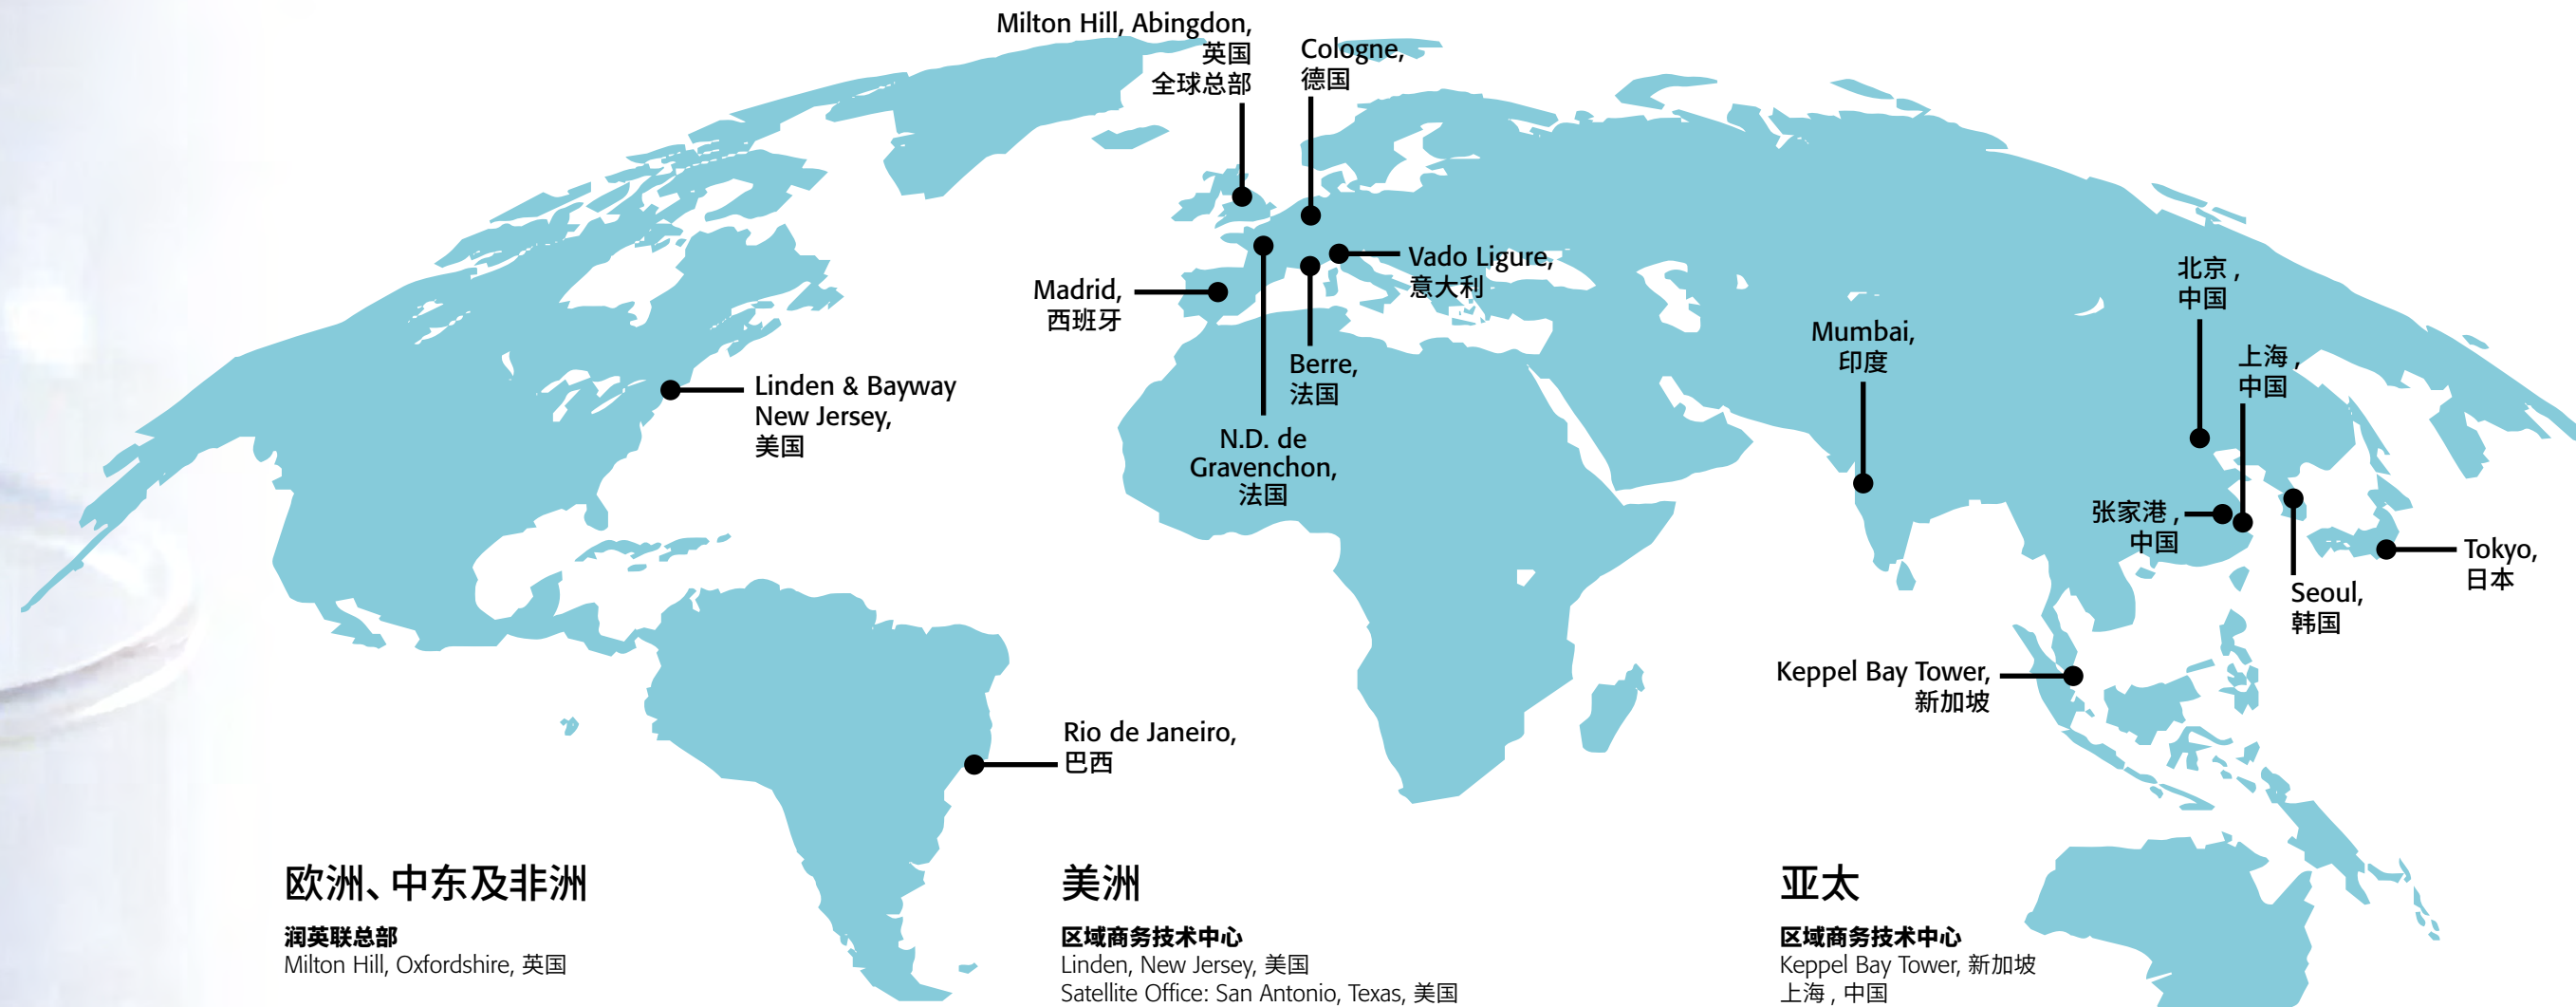 Milton Hill, Abingdon,
英国
全球总部
Cologne,
德国
Vado Ligure,
意大利
Madrid,
西班牙
Berre,
法国
N.D. de
Gravenchon,
法国
Linden & Bayway
New Jersey,
美国
Rio de Janeiro,
巴西
Mumbai,
印度
北京 ,
中国
上海 ,
中国
张家港 ,
中国
Seoul,
韩国
Tokyo,
日本
Keppel Bay Tower,
新加坡
欧洲、中东及非洲
润英联总部
Milton Hill, Oxfordshire, 英国
美洲
区域商务技术中心
Linden, New Jersey, 美国
Satellite Office: San Antonio, Texas, 美国
亚太
区域商务技术中心
Keppel Bay Tower, 新加坡
上海 , 中国